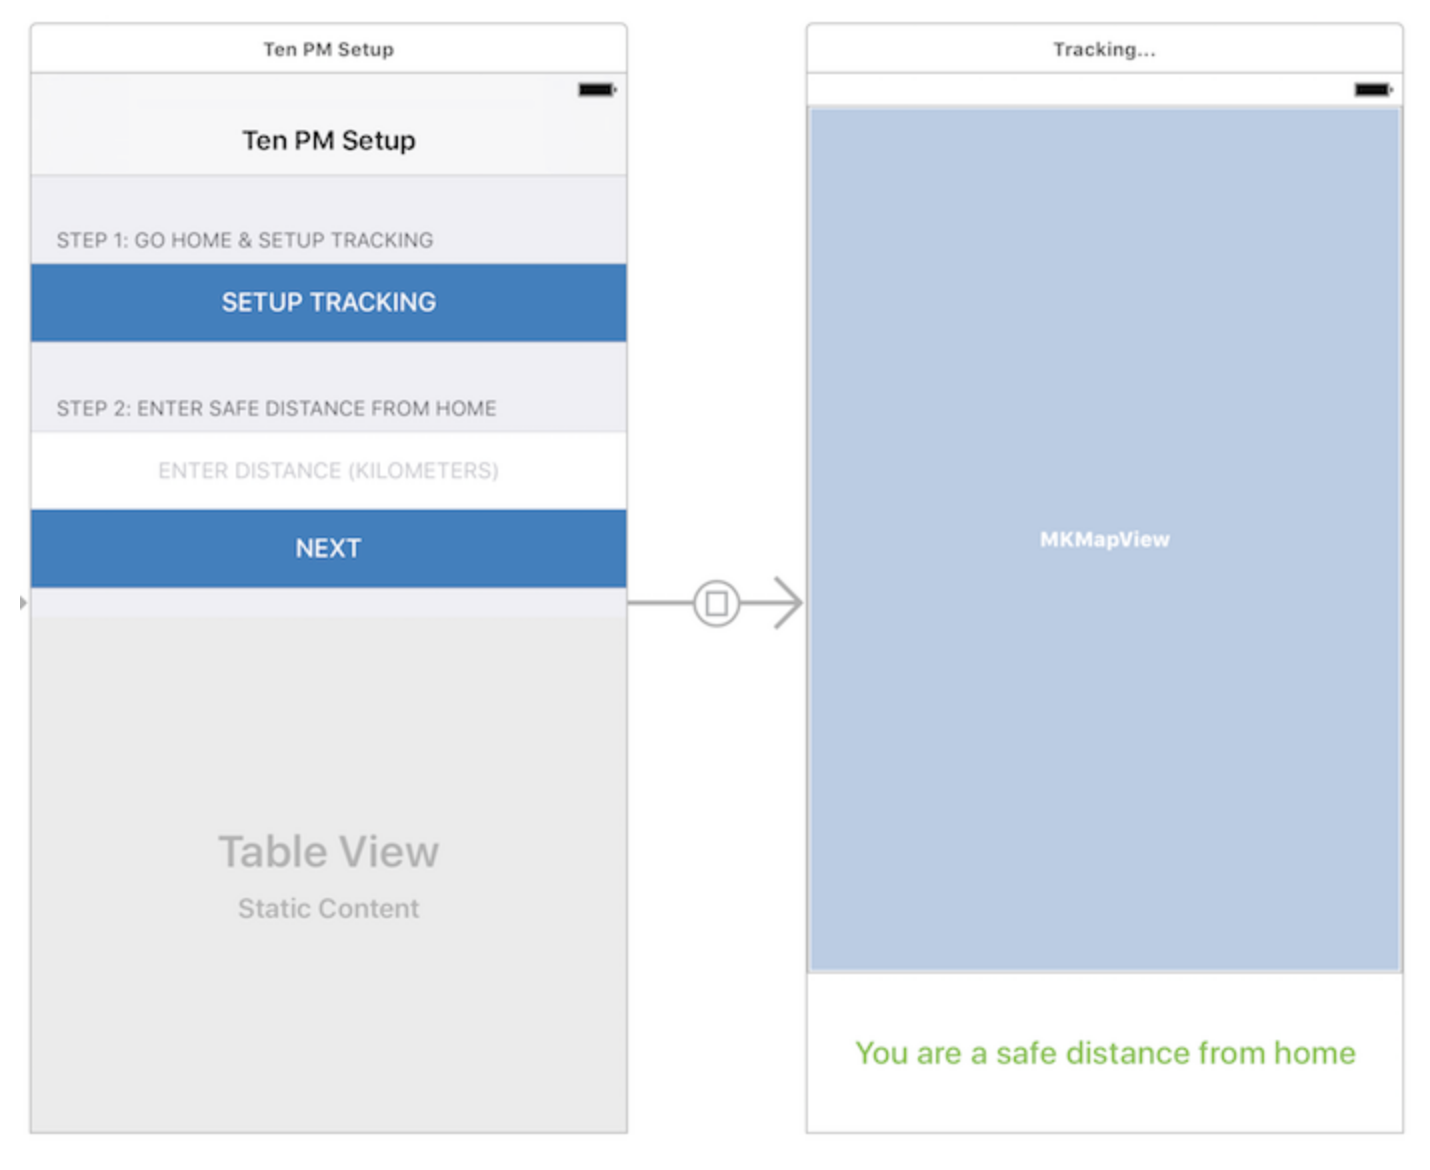 Ten PM Setup
Ten PM Setup
STEP 1: GO HOME & SETUP TRACKING
SETUP TRACKING
STEP 2: ENTER SAFE DISTANCE FROM HOME
ENTER DISTANCE (KILOMETERS)
NEXT
Table View
Static Content
Tracking...
MKMapView
You are a safe distance from home